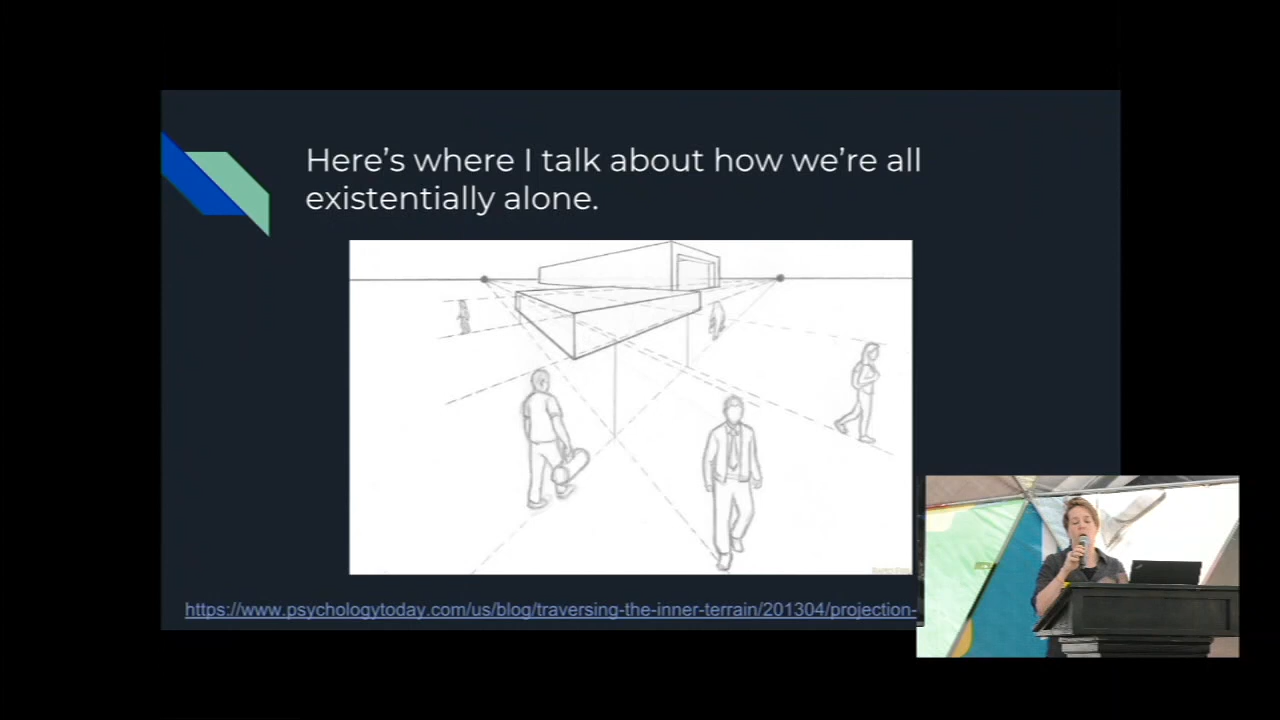 Here's where I talk about how we're all
existentially alone.
https://www.psychologytoday.com/us/blog/traversing-the-inner-terrain/201304/projection-